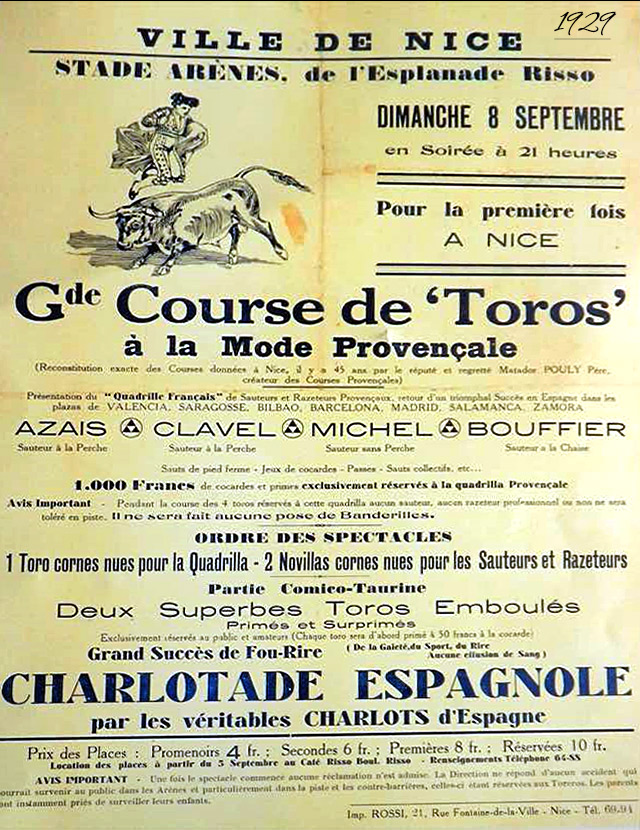 1929
VILLE DE NICE
STADE ARÈNES, de l'Esplanade Risso
DIMANCHE 8 SEPTEMBRE
en Soirée à 21 heures
Pour la première fois
A NICE
Gde Course de 'Toros'
à la Mode Provençale
(Reconstitution exacte des Courses données à Nice, il y a 45 ans par le réputé et regretté Matador POULY Père,
créateur des Courses Provençales)
Présentation du "Quadrille Français" de Sauteurs et Razeteurs Provençaux, retour d'un triomphal Succès en Espagne dans les
plazas de VALENCIA, SARAGOSSE, BILBAO, BARCELONA, MADRID, SALAMANCA, ZAMORA
AZAIS CLAVEL MICHEL BOUFFIER
Sauteur à la Perche Sauteur à la Perche Sauteur sans Perche Sauteur a la Chaise
Sauts de pied ferme - Jeux de cocardes - Passes - Sauts collectifs, etc...
1.000 Francs de cocardes et primes exclusivement réservés à la quadrilla Provençale
Avis Important - Pendant la course des 4 toros réservés à cette quadrilla aucun sauteur, aucun razeteur professionnel ou non ne sera
toléré en piste. Il ne sera fait aucune pose de Banderilles.
ORDRE DES SPECTACLES
1 Toro cornes nues pour la Quadrilla - 2 Novillas cornes nues pour les Sauteurs et Razeteurs
Partie Comico-Taurine
Deux Superbes Toros Emboulés
Primés et Surprimés
Exclusivement réservés au public et amateurs (Chaque toro sera d'abord primé à 50 francs à la cocarde)
Grand Succès de Fou-Rire (De la Gaieté, du Sport, du Rire
Aucune effusion de Sang)
CHARLOTADE ESPAGNOLE
par les véritables CHARLOTS d'Espagne
Prix des Places : Promenoirs 4 fr. ; Secondes 6 fr. ; Premières 8 fr. ; Réservées 10 fr.
Location des places à partir du 5 Septembre au Café Risso Boul. Risso - Renseignements Téléphone 64-88
AVIS IMPORTANT - Une fois le spectacle commencé aucune réclamation n'est admise. La Direction ne répond d'aucun accident qui
pourrait survenir au public dans les Arènes et particulièrement dans la piste et les contre-barrières, celles-ci étant réservées aux Toreros. Les parents
sont instamment priés de surveiller leurs enfants.
Imp. ROSSI, 21, Rue Fontaine-de-la-Ville - Nice - Tél. 69.94